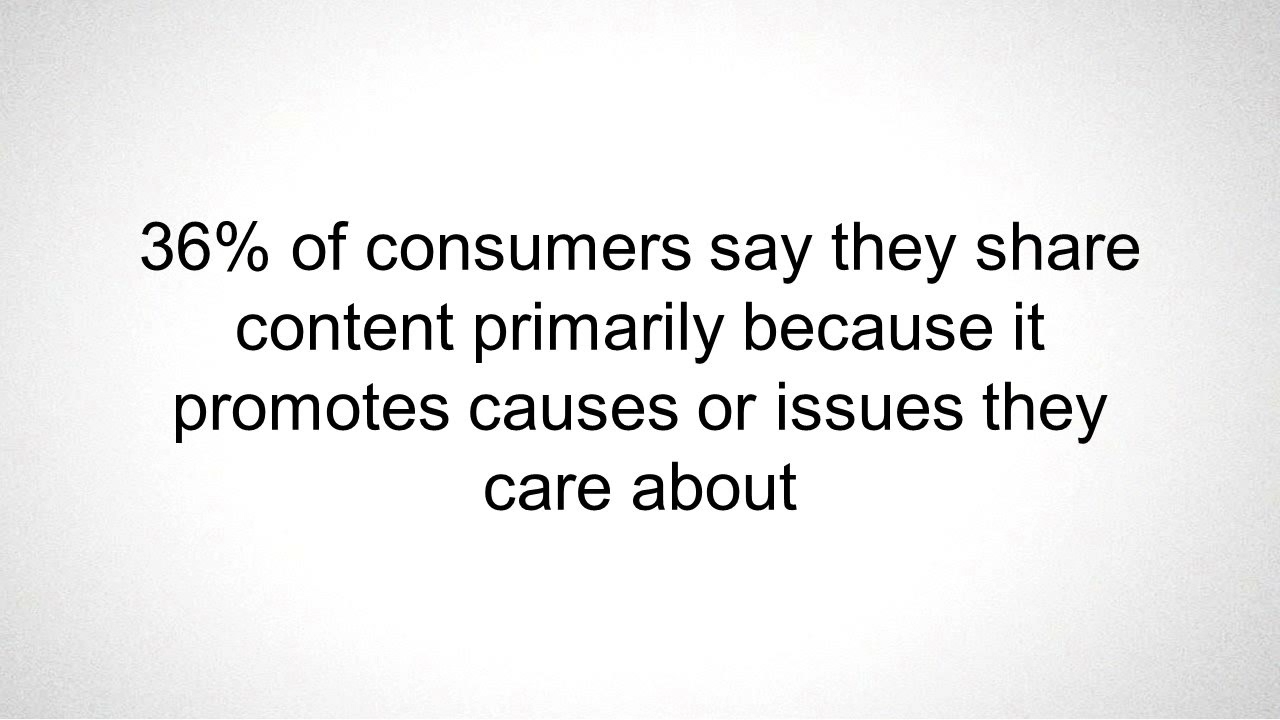 36% of consumers say they share
content primarily because it
promotes causes or issues they
care about